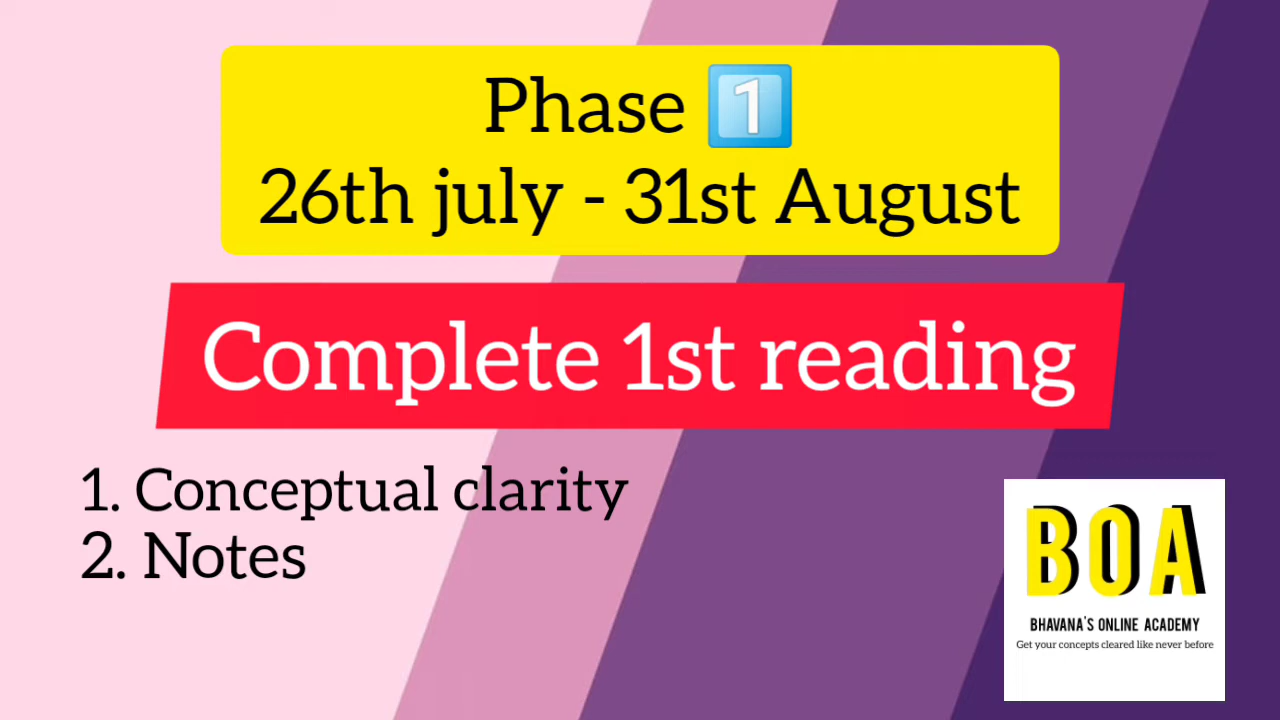 Phase 1️⃣
26th july - 31st August
Complete 1st reading
1. Conceptual clarity
2. Notes
BOA
BHAVANA'S ONLINE ACADEMY
Get your concepts cleared like never before